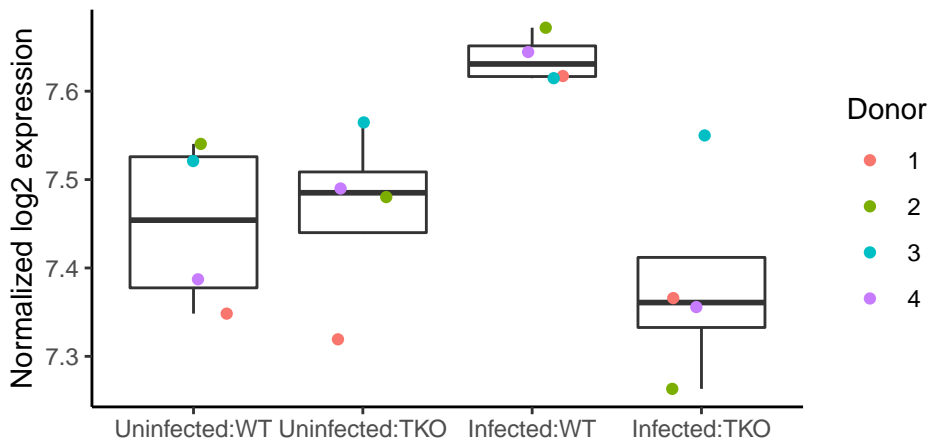 Normalized log2 expression
7.6
7.5
7.4
7.3
Uninfected:WT
Uninfected:TKO
Infected:WT
Infected:TKO
Donor
1
2
3
4